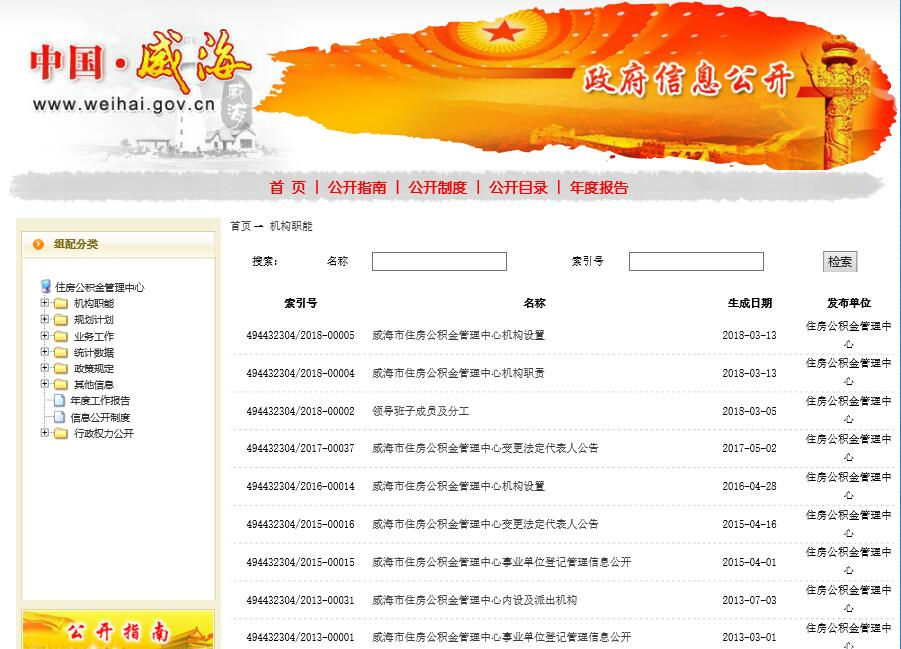 中国·威海
www.weihai.gov.cn
威海
政府信息公开
首 页 | 公开指南 | 公开制度 | 公开目录 | 年度报告
组配分类
住房公积金管理中心
机构职能
规划计划
业务工作
统计数据
政策规定
其他信息
年度工作报告
信息公开制度
行政权力公开
公开指南
首页→ 机构职能
搜索: 名称 索引号 检索
索引号 名称 生成日期 发布单位
494432304/2018-00005 威海市住房公积金管理中心机构设置 2018-03-13 住房公积金管理中
心
494432304/2018-00004 威海市住房公积金管理中心机构职责 2018-03-13 住房公积金管理中
心
494432304/2018-00002 领导班子成员及分工 2018-03-05 住房公积金管理中
心
494432304/2017-00037 威海市住房公积金管理中心变更法定代表人公告 2017-05-02 住房公积金管理中
心
494432304/2016-00014 威海市住房公积金管理中心机构设置 2016-04-28 住房公积金管理中
心
494432304/2015-00016 威海市住房公积金管理中心变更法定代表人公告 2015-04-16 住房公积金管理中
心
494432304/2015-00015 威海市住房公积金管理中心事业单位登记管理信息公开 2015-04-01 住房公积金管理中
心
494432304/2013-00031 威海市住房公积金管理中心内设及派出机构 2013-07-03 住房公积金管理中
心
494432304/2013-00001 威海市住房公积金管理中心事业单位登记管理信息公开 2013-03-01 住房公积金管理中
心